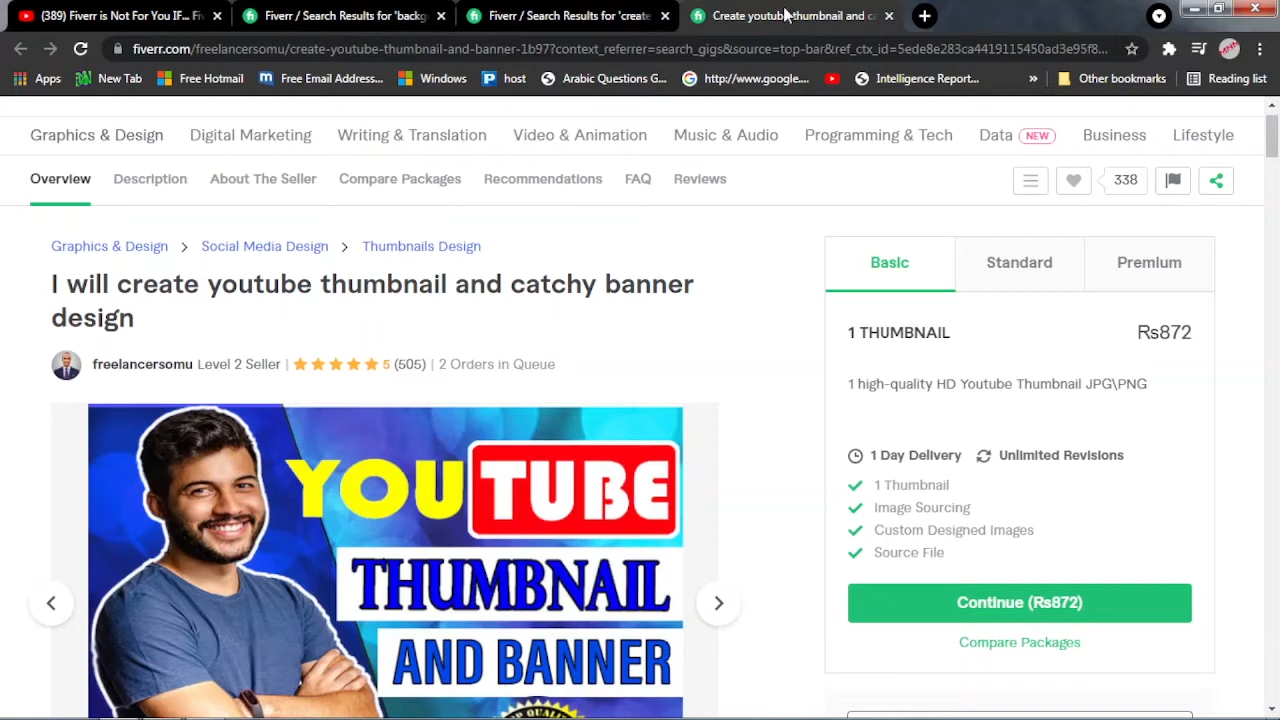 (389) Fiverr is Not For You IF...
Fiverr / Search Results for 'backg
Fiverr / Search Results for 'create
Create youtube thumbnail and ca
fiverr.com/freelancersomu/create-youtube-thumbnail-and-banner-1b97?context_referrer=search_gigs&source=top-bar&ref_ctx_id=5ede8e283ca4419115450ad3e95f8...
Apps
New Tab
Free Hotmail
Free Email Address...
Windows
host
Arabic Questions G...
http://www.google....
Intelligence Report...
»
Other bookmarks
Reading list
Graphics & Design
Digital Marketing
Writing & Translation
Video & Animation
Music & Audio
Programming & Tech
Data NEW
Business
Lifestyle
Overview
Description
About The Seller
Compare Packages
Recommendations
FAQ
Reviews
338
Graphics & Design > Social Media Design > Thumbnails Design
I will create youtube thumbnail and catchy banner
design
freelancersomu Level 2 Seller | 5 (505) | 2 Orders in Queue
YOUTUBE
THUMBNAIL
AND BANNER
Basic
Standard
Premium
1 THUMBNAIL
Rs872
1 high-quality HD Youtube Thumbnail JPG\PNG
1 Day Delivery
Unlimited Revisions
1 Thumbnail
Image Sourcing
Custom Designed Images
Source File
Continue (Rs872)
Compare Packages